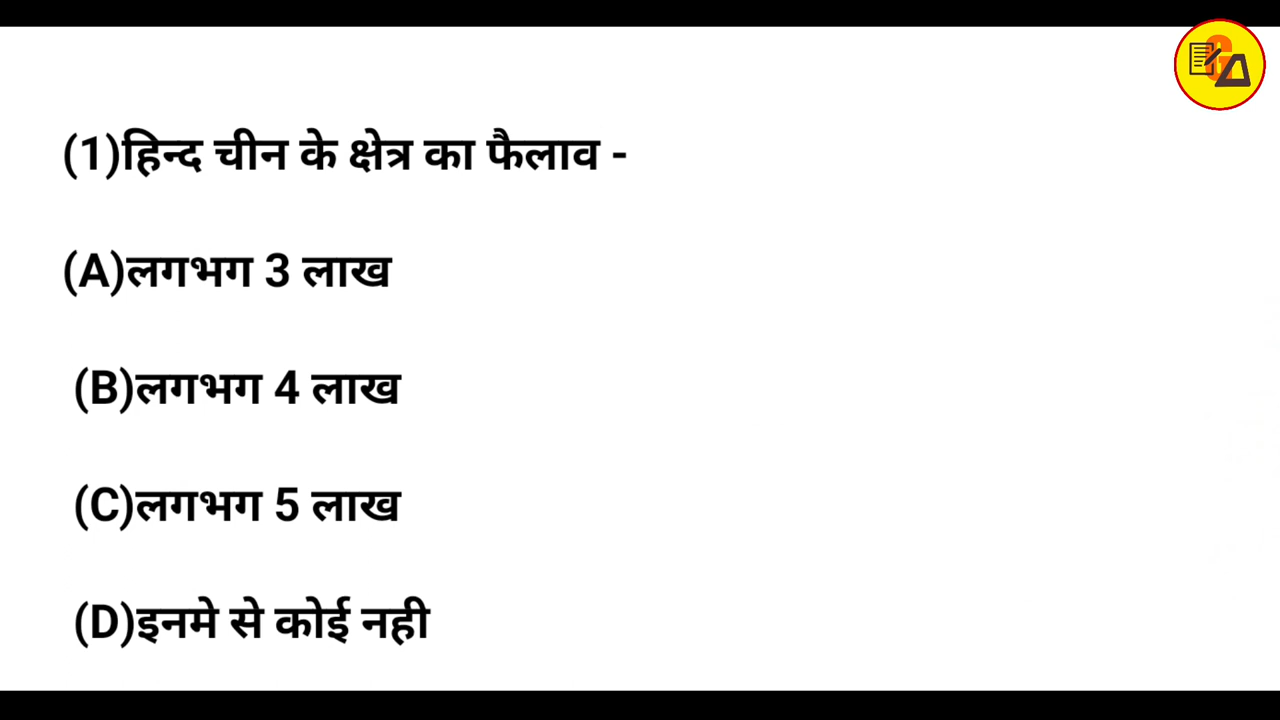 (1)हिन्द चीन के क्षेत्र का फैलाव -
(A)लगभग 3 लाख
(B)लगभग 4 लाख
(C)लगभग 5 लाख
(D)इनमे से कोई नही